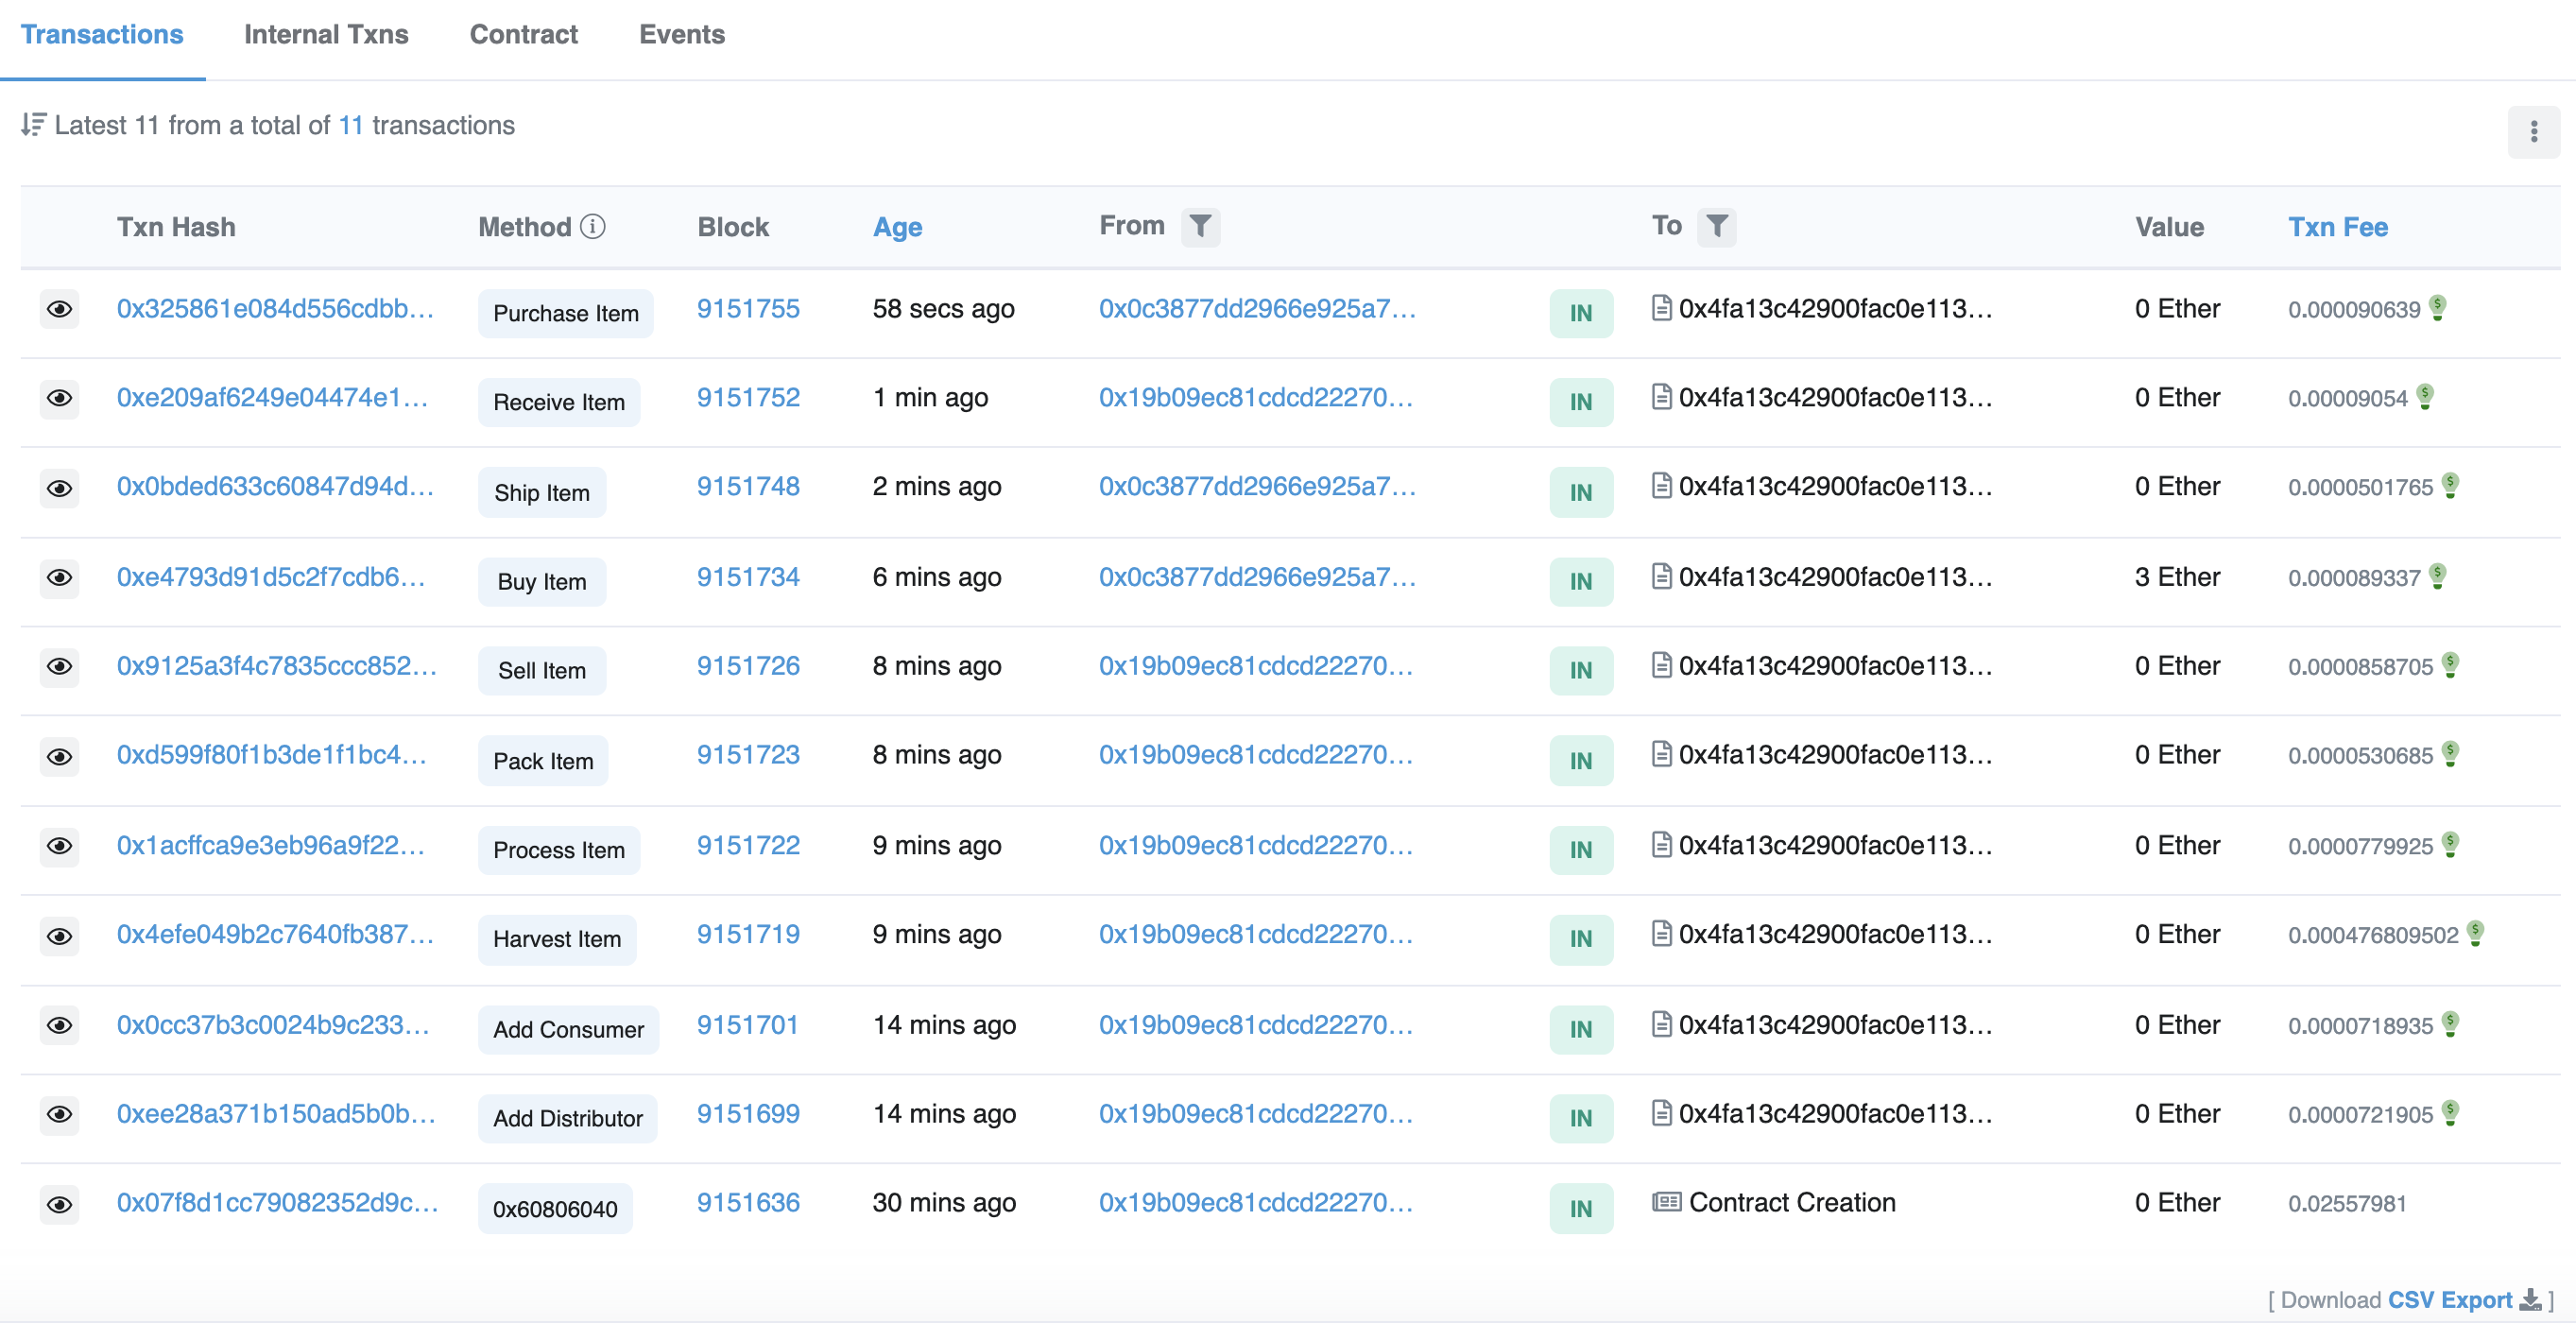 Transactions Internal Txns Contract Events
Latest 11 from a total of 11 transactions
Txn Hash Method Block Age From To Value Txn Fee
0x325861e084d556cdbb... Purchase Item 9151755 58 secs ago 0x0c3877dd2966e925a7... IN 0x4fa13c42900fac0e113... 0 Ether 0.000090639
0xe209af6249e04474e1... Receive Item 9151752 1 min ago 0x19b09ec81cdcd22270... IN 0x4fa13c42900fac0e113... 0 Ether 0.00009054
0x0bded633c60847d94d... Ship Item 9151748 2 mins ago 0x0c3877dd2966e925a7... IN 0x4fa13c42900fac0e113... 0 Ether 0.0000501765
0xe4793d91d5c2f7cdb6... Buy Item 9151734 6 mins ago 0x0c3877dd2966e925a7... IN 0x4fa13c42900fac0e113... 3 Ether 0.000089337
0x9125a3f4c7835ccc852... Sell Item 9151726 8 mins ago 0x19b09ec81cdcd22270... IN 0x4fa13c42900fac0e113... 0 Ether 0.0000858705
0xd599f80f1b3de1f1bc4... Pack Item 9151723 8 mins ago 0x19b09ec81cdcd22270... IN 0x4fa13c42900fac0e113... 0 Ether 0.0000530685
0x1acffca9e3eb96a9f22... Process Item 9151722 9 mins ago 0x19b09ec81cdcd22270... IN 0x4fa13c42900fac0e113... 0 Ether 0.0000779925
0x4efe049b2c7640fb387... Harvest Item 9151719 9 mins ago 0x19b09ec81cdcd22270... IN 0x4fa13c42900fac0e113... 0 Ether 0.000476809502
0x0cc37b3c0024b9c233... Add Consumer 9151701 14 mins ago 0x19b09ec81cdcd22270... IN 0x4fa13c42900fac0e113... 0 Ether 0.0000718935
0xee28a371b150ad5b0b... Add Distributor 9151699 14 mins ago 0x19b09ec81cdcd22270... IN 0x4fa13c42900fac0e113... 0 Ether 0.0000721905
0x07f8d1cc79082352d9c... 0x60806040 9151636 30 mins ago 0x19b09ec81cdcd22270... IN Contract Creation 0 Ether 0.02557981
[ Download CSV Export ]